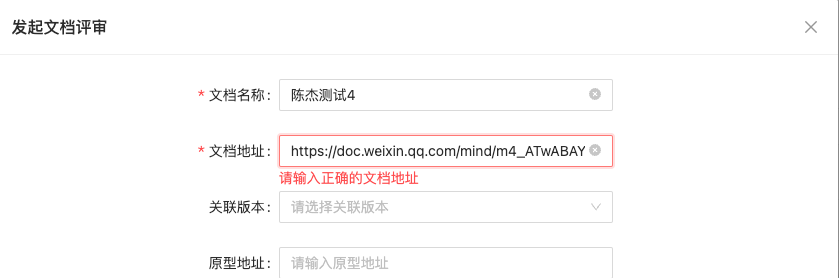 发起文档评审
* 文档名称: 陈杰测试4
* 文档地址: https://doc.weixin.qq.com/mind/m4_ATwABAY
请输入正确的文档地址
关联版本: 请选择关联版本
原型地址: 请输入原型地址